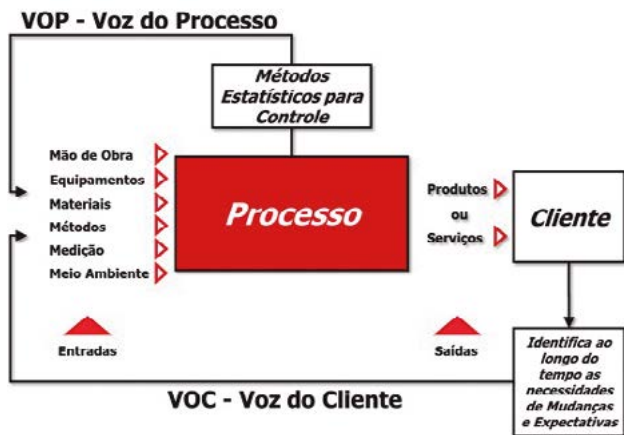 VOP - Voz do Processo
Métodos
Estatísticos para
Controle
Mão de Obra
Equipamentos
Materiais
Métodos
Medição
Meio Ambiente
Processo
Produtos
ou
Serviços
Cliente
Entradas
Saídas
Identifica ao
longo do
tempo as
necessidades
de Mudanças
e Expectativas
VOC - Voz do Cliente